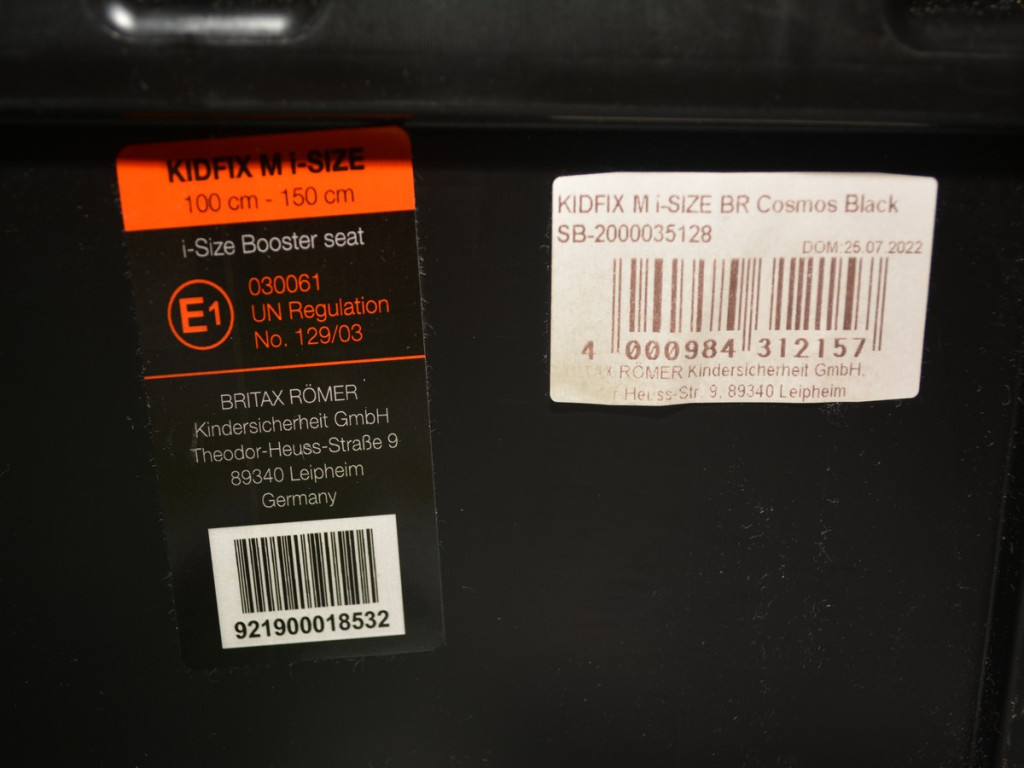 KIDFIX M i-SIZE
100 cm - 150 cm
i-Size Booster seat
E1
030061
UN Regulation
No. 129/03
BRITAX RÖMER
Kindersicherheit GmbH
Theodor-Heuss-Straße 9
89340 Leipheim
Germany
921900018532
KIDFIX M i-SIZE BR Cosmos Black
SB-2000035128
DOM:25.07.2022
4 000984 312157
RÖMER Kindersicherheit GmbH,
Heuss-Str. 9, 89340 Leipheim